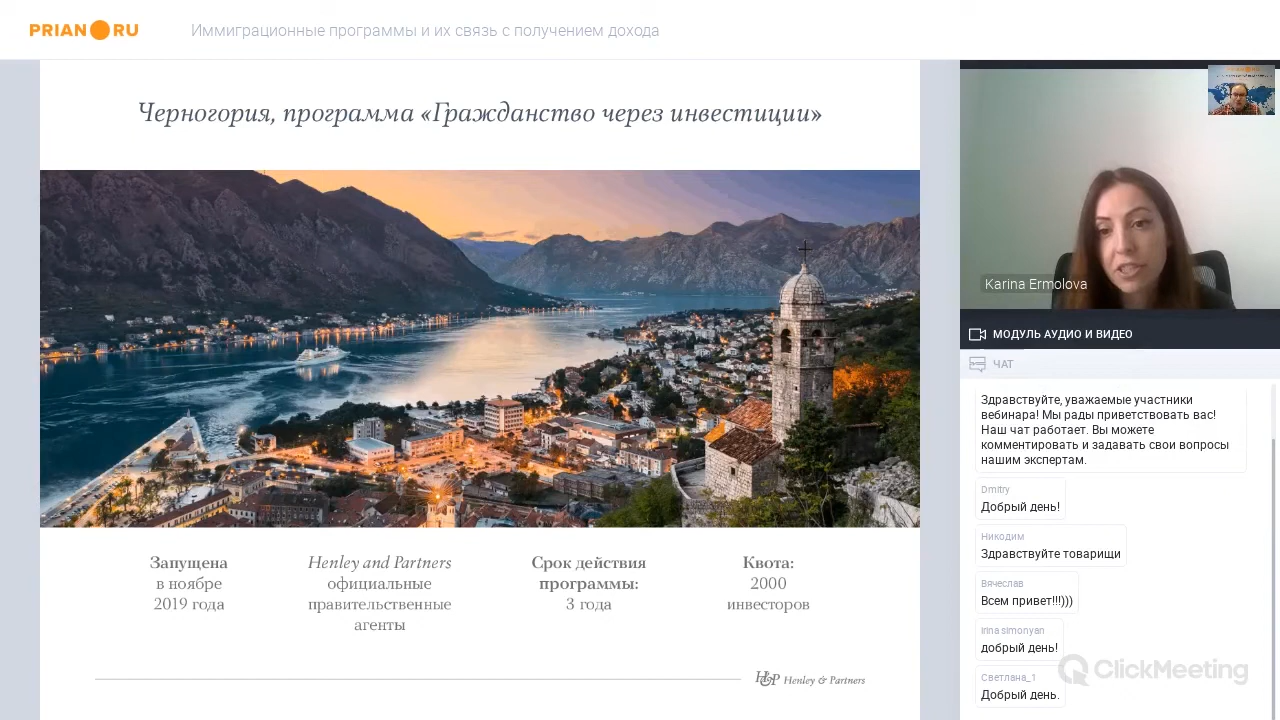 PRIAN RU
Иммиграционные программы и их связь с получением дохода
Черногория, программа «Гражданство через инвестиции»
Запущена
в ноябре
2019 года
Henley and Partners
официальные
правительственные
агенты
Срок действия
программы:
3 года
Квота:
2000
инвесторов
H&P Henley & Partners
Karina Ermolova
МОДУЛЬ АУДИО И ВИДЕО
ЧАТ
Здравствуйте, уважаемые участники
вебинара! Мы рады приветствовать вас!
Наш чат работает. Вы можете
комментировать и задавать свои вопросы
нашим экспертам.
Dmitry
Добрый день!
Никодим
Здравствуйте товарищи
Вячеслав
Всем привет!!!)))
irina simonyan
добрый день!
Светлана_1
Добрый день.
ClickMeeting